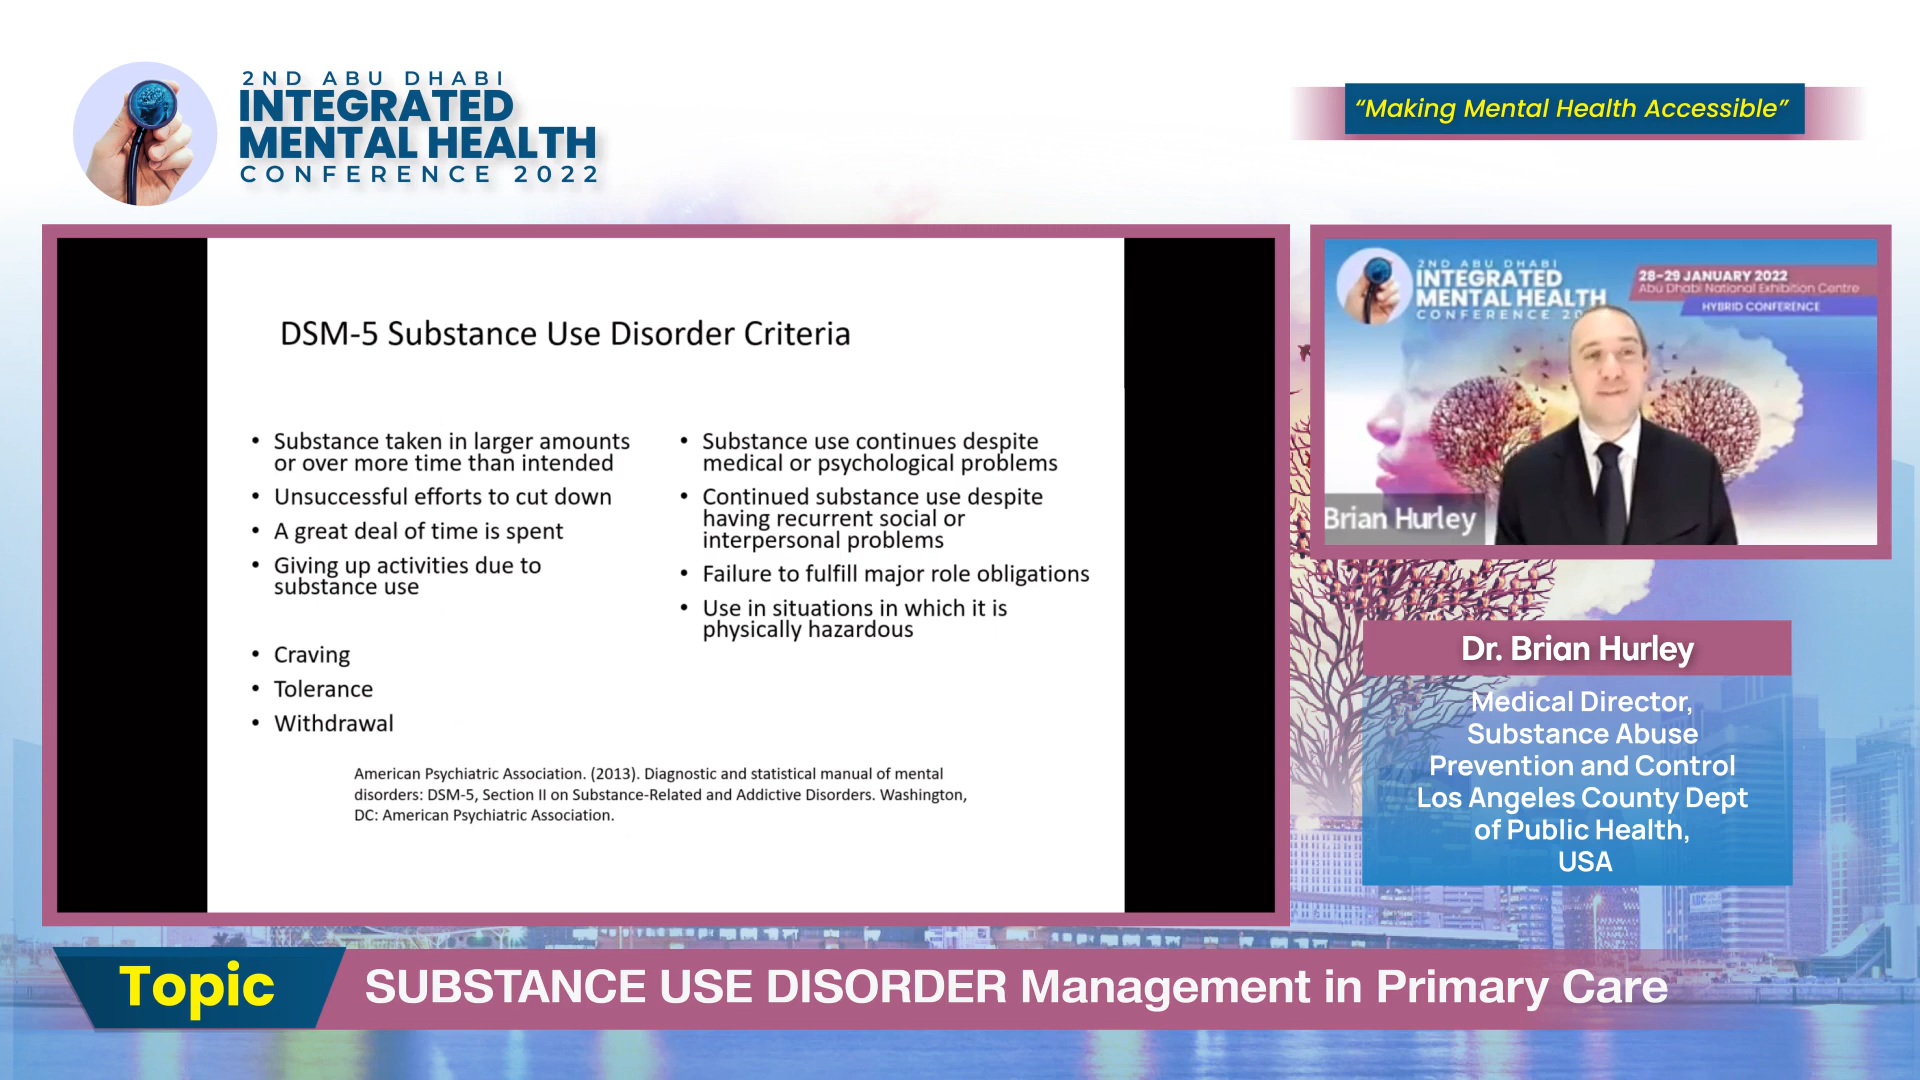 2ND ABU DHABI
INTEGRATED
MENTAL HEALTH
CONFERENCE 2022
“Making Mental Health Accessible”
DSM-5 Substance Use Disorder Criteria
• Substance taken in larger amounts
or over more time than intended
• Unsuccessful efforts to cut down
• A great deal of time is spent
• Giving up activities due to
substance use
• Craving
• Tolerance
• Withdrawal
• Substance use continues despite
medical or psychological problems
• Continued substance use despite
having recurrent social or
interpersonal problems
• Failure to fulfill major role obligations
• Use in situations in which it is
physically hazardous
American Psychiatric Association. (2013). Diagnostic and statistical manual of mental
disorders: DSM-5, Section II on Substance-Related and Addictive Disorders. Washington,
DC: American Psychiatric Association.
2ND ABU DHABI
INTEGRATED
MENTAL HEALTH
CONFERENCE 20
28-29 JANUARY 2022
Abu Dhabi National Exhibition Centre
HYBRID CONFERENCE
Brian Hurley
Dr. Brian Hurley
Medical Director,
Substance Abuse
Prevention and Control
Los Angeles County Dept
of Public Health,
USA
Topic
SUBSTANCE USE DISORDER Management in Primary Care